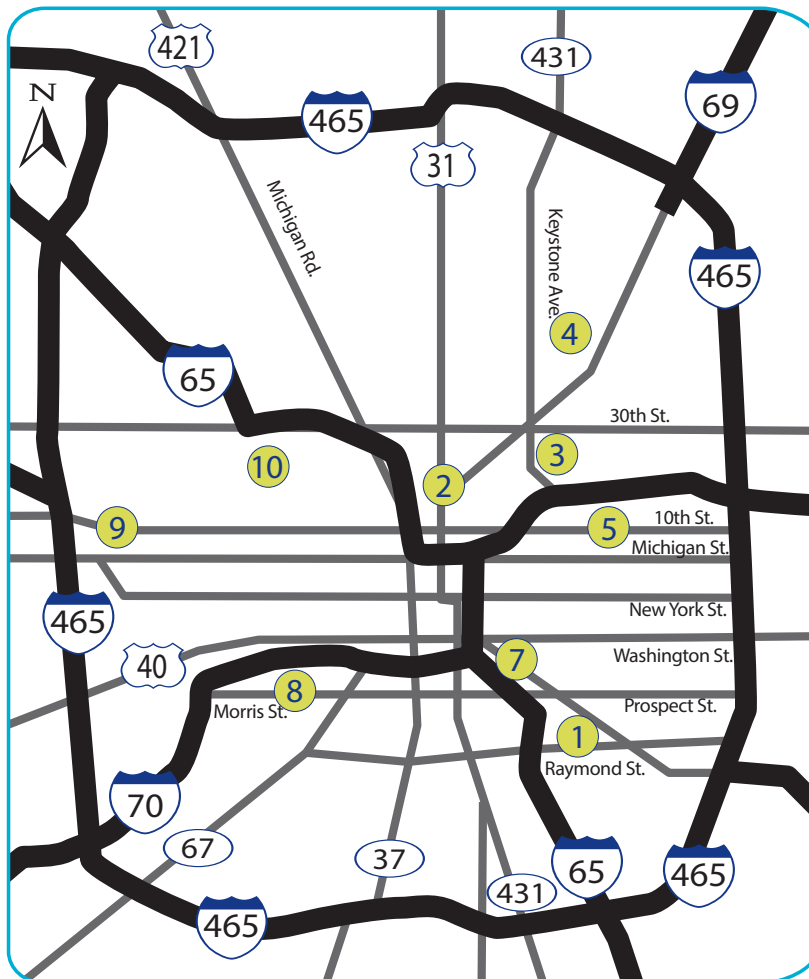 421
431
69
465
N
31
Michigan Rd.
Keystone Ave.
465
4
65
30th St.
3
10
2
9
5
10th St.
Michigan St.
465
New York St.
40
7
Washington St.
8
Morris St.
Prospect St.
1
Raymond St.
70
67
37
65
465
431
465